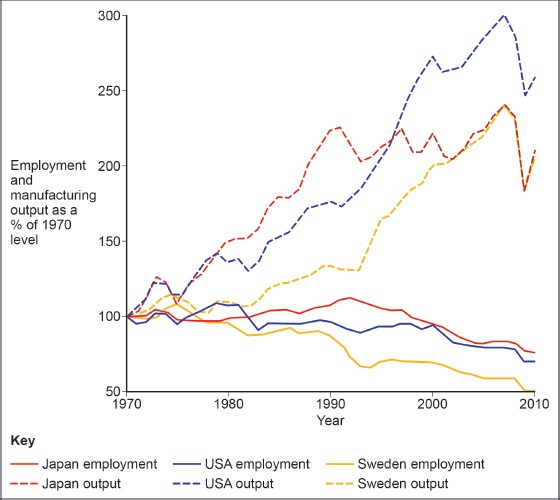 300
250
200
150
100
50
Employment
and
manufacturing
output as a
% of 1970
level
1970 1980 1990 2000 2010
Year
Key
Japan employment USA employment Sweden employment
Japan output USA output Sweden output